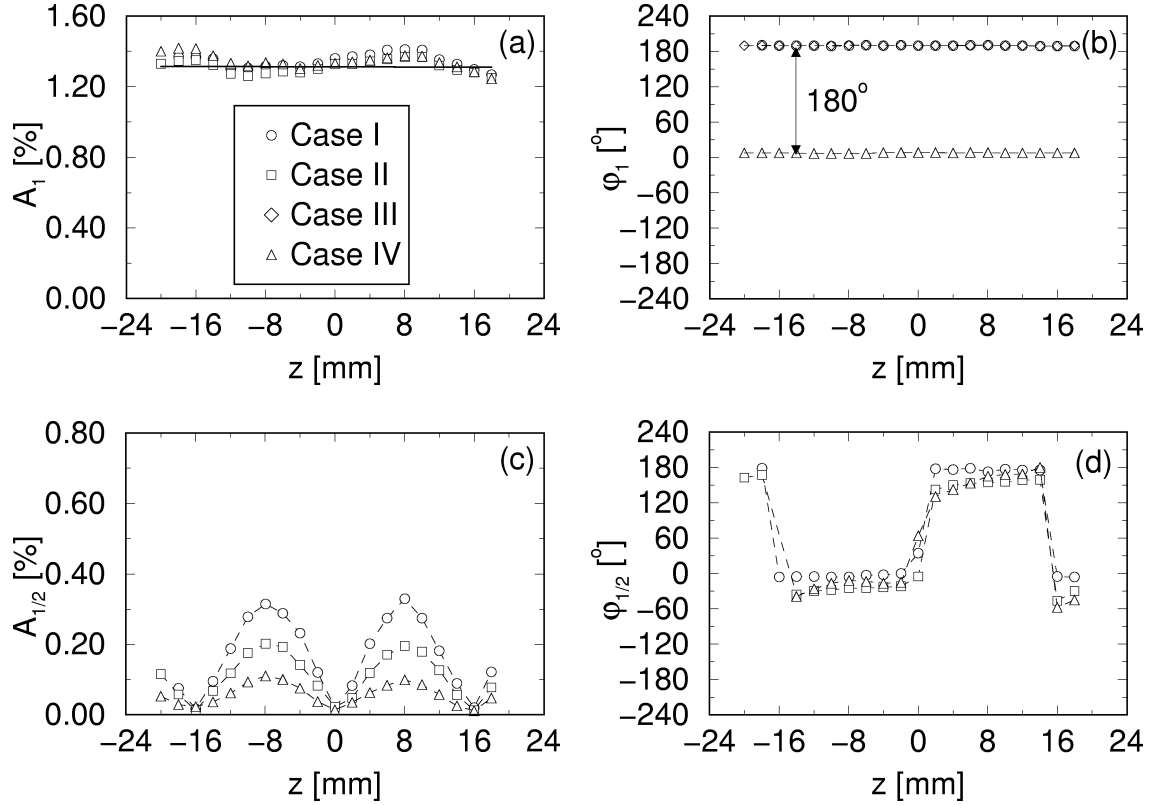 (a)
A1 [%]
1.60
1.20
0.80
0.40
0.00
Case I
Case II
Case III
Case IV
−24 −16 −8 0 8 16 24
z [mm]
(b)
φ1 [o]
240
180
120
60
0
−60
−120
−180
−240
180o
−24 −16 −8 0 8 16 24
z [mm]
(c)
A1/2 [%]
0.80
0.60
0.40
0.20
0.00
−24 −16 −8 0 8 16 24
z [mm]
(d)
φ1/2 [o]
240
180
120
60
0
−60
−120
−180
−240
−24 −16 −8 0 8 16 24
z [mm]